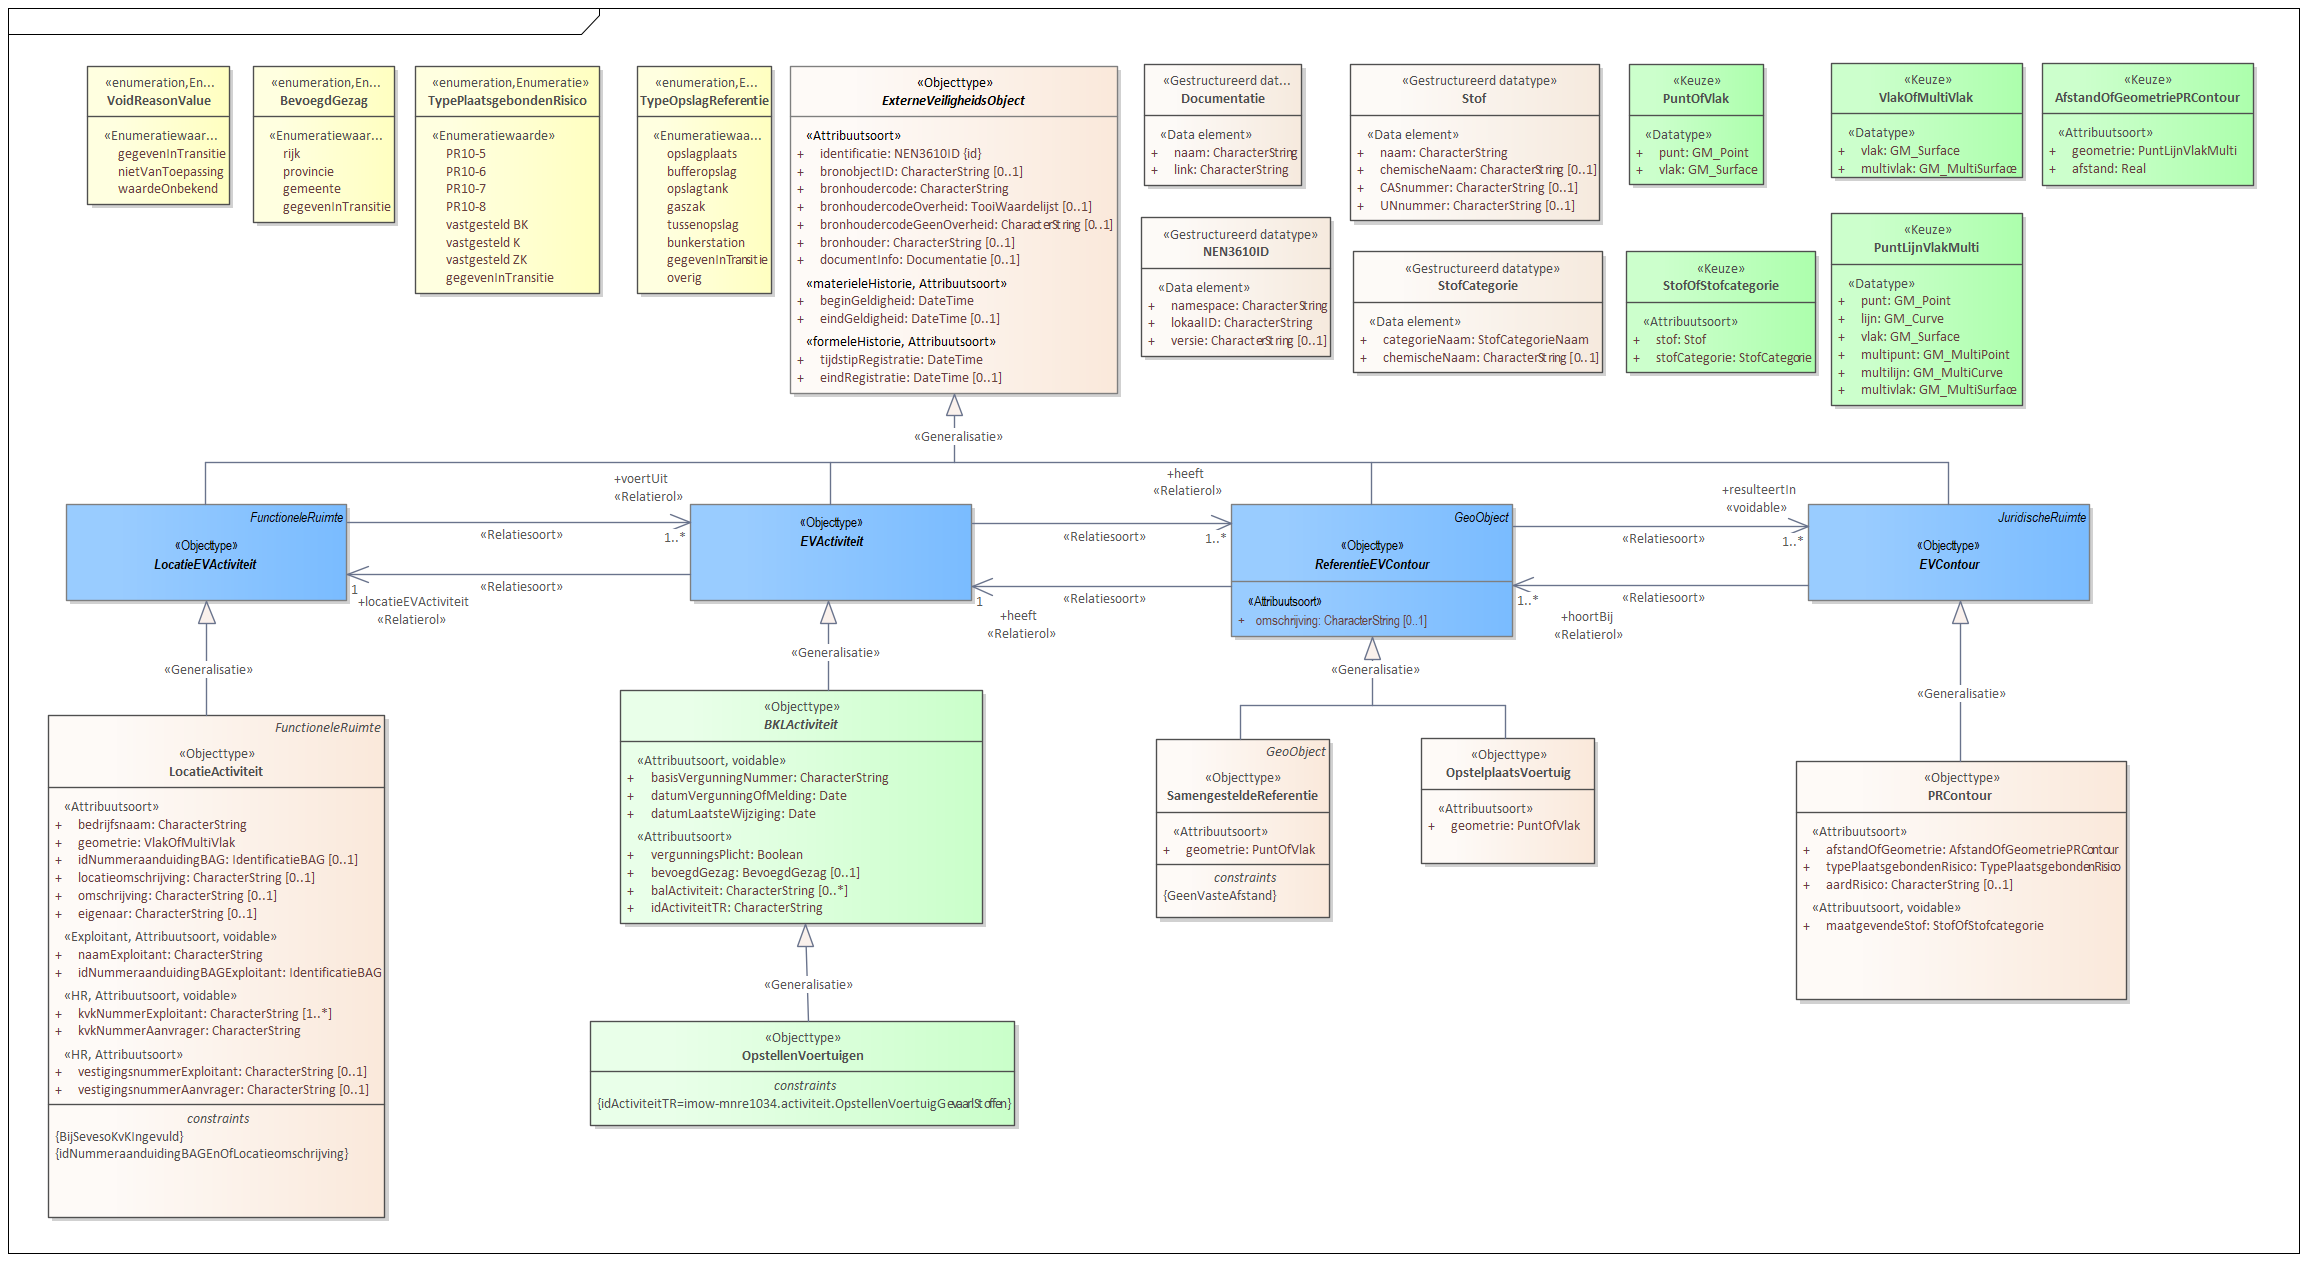 «enumeration,En...
VoidReasonValue
«Enumeratiewaar...
gegevenInTransitie
nietVanToepassing
waardeOnbekend
«enumeration,En...
BevoegdGezag
«Enumeratiewaar...
rijk
provincie
gemeente
gegevenInTransitie
«enumeration,Enumeratie»
TypePlaatsgebondenRisico
«Enumeratiewaarde»
PR10-5
PR10-6
PR10-7
PR10-8
vastgesteld BK
vastgesteld K
vastgesteld ZK
gegevenInTransitie
«enumeration,E...
TypeOpslagReferentie
«Enumeratiewaa...
opslagplaats
bufferopslag
opslagtank
gaszak
tussenopslag
bunkerstation
gegevenInTransitie
overig
«Objecttype»
ExterneVeiligheidsObject
«Attribuutsoort»
+ identificatie: NEN3610ID {id}
+ bronobjectID: CharacterString [0..1]
+ bronhoudercode: CharacterString
+ bronhoudercodeOverheid: TooiWaardelijst [0..1]
+ bronhoudercodeGeenOverheid: CharacterString [0..1]
+ bronhouder: CharacterString [0..1]
+ documentInfo: Documentatie [0..1]
«materieleHistorie, Attribuutsoort»
+ beginGeldigheid: DateTime
+ eindGeldigheid: DateTime [0..1]
«formeleHistorie, Attribuutsoort»
+ tijdstipRegistratie: DateTime
+ eindRegistratie: DateTime [0..1]
«Gestructureerd dat...
Documentatie
«Data element»
+ naam: CharacterString
+ link: CharacterString
«Gestructureerd datatype»
NEN3610ID
«Data element»
+ namespace: CharacterString
+ lokaalID: CharacterString
+ versie: CharacterString [0..1]
«Gestructureerd datatype»
Stof
«Data element»
+ naam: CharacterString
+ chemischeNaam: CharacterString [0..1]
+ CASnummer: CharacterString [0..1]
+ UNnummer: CharacterString [0..1]
«Gestructureerd datatype»
StofCategorie
«Data element»
+ categorieNaam: StofCategorieNaam
+ chemischeNaam: CharacterString [0..1]
«Keuze»
PuntOfVlak
«Datatype»
+ punt: GM_Point
+ vlak: GM_Surface
«Keuze»
StofOfStofcategorie
«Attribuutsoort»
+ stof: Stof
+ stofCategorie: StofCategorie
«Keuze»
VlakOfMultiVlak
«Datatype»
+ vlak: GM_Surface
+ multivlak: GM_MultiSurface
«Keuze»
PuntLijnVlakMulti
«Datatype»
+ punt: GM_Point
+ lijn: GM_Curve
+ vlak: GM_Surface
+ multipunt: GM_MultiPoint
+ multilijn: GM_MultiCurve
+ multivlak: GM_MultiSurface
«Keuze»
AfstandOfGeometriePRContour
«Attribuutsoort»
+ geometrie: PuntLijnVlakMulti
+ afstand: Real
«Generalisatie»
FunctioneleRuimte
«Objecttype»
LocatieEVActiviteit
+voertUit
«Relatierol»
«Relatiesoort»
1..*
«Relatiesoort»
1
+locatieEVActiviteit
«Relatierol»
«Objecttype»
EVActiviteit
+heeft
«Relatierol»
«Relatiesoort»
1..*
«Relatiesoort»
1
+heeft
«Relatierol»
GeoObject
«Objecttype»
ReferentieEVContour
«Attribuutsoort»
+ omschrijving: CharacterString [0..1]
+resulteertIn
«voidable»
«Relatiesoort»
1..*
«Relatiesoort»
1..*
+hoortBij
«Relatierol»
JuridischeRuimte
«Objecttype»
EVContour
«Generalisatie»
«Generalisatie»
«Generalisatie»
«Generalisatie»
FunctioneleRuimte
«Objecttype»
LocatieActiviteit
«Attribuutsoort»
+ bedrijfsnaam: CharacterString
+ geometrie: VlakOfMultiVlak
+ idNummeraanduidingBAG: IdentificatieBAG [0..1]
+ locatieomschrijving: CharacterString [0..1]
+ omschrijving: CharacterString [0..1]
+ eigenaar: CharacterString [0..1]
«Exploitant, Attribuutsoort, voidable»
+ naamExploitant: CharacterString
+ idNummeraanduidingBAGExploitant: IdentificatieBAG
«HR, Attribuutsoort, voidable»
+ kvkNummerExploitant: CharacterString [1..*]
+ kvkNummerAanvrager: CharacterString
«HR, Attribuutsoort»
+ vestigingsnummerExploitant: CharacterString [0..1]
+ vestigingsnummerAanvrager: CharacterString [0..1]
constraints
{BijSevesoKvKIngevuld}
{idNummeraanduidingBAGEnOfLocatieomschrijving}
«Objecttype»
BKLActiviteit
«Attribuutsoort, voidable»
+ basisVergunningNummer: CharacterString
+ datumVergunningOfMelding: Date
+ datumLaatsteWijziging: Date
«Attribuutsoort»
+ vergunningsPlicht: Boolean
+ bevoegdGezag: BevoegdGezag [0..1]
+ balActiviteit: CharacterString [0..*]
+ idActiviteitTR: CharacterString
«Generalisatie»
«Objecttype»
OpstellenVoertuigen
constraints
{idActiviteitTR=imow-mnre1034.activiteit.OpstellenVoertuigGevaarlStoffen}
GeoObject
«Objecttype»
SamengesteldeReferentie
«Attribuutsoort»
+ geometrie: PuntOfVlak
constraints
{GeenVasteAfstand}
«Objecttype»
OpstelplaatsVoertuig
«Attribuutsoort»
+ geometrie: PuntOfVlak
«Objecttype»
PRContour
«Attribuutsoort»
+ afstandOfGeometrie: AfstandOfGeometriePRContour
+ typePlaatsgebondenRisico: TypePlaatsgebondenRisico
+ aardRisico: CharacterString [0..1]
«Attribuutsoort, voidable»
+ maatgevendeStof: StofOfStofcategorie